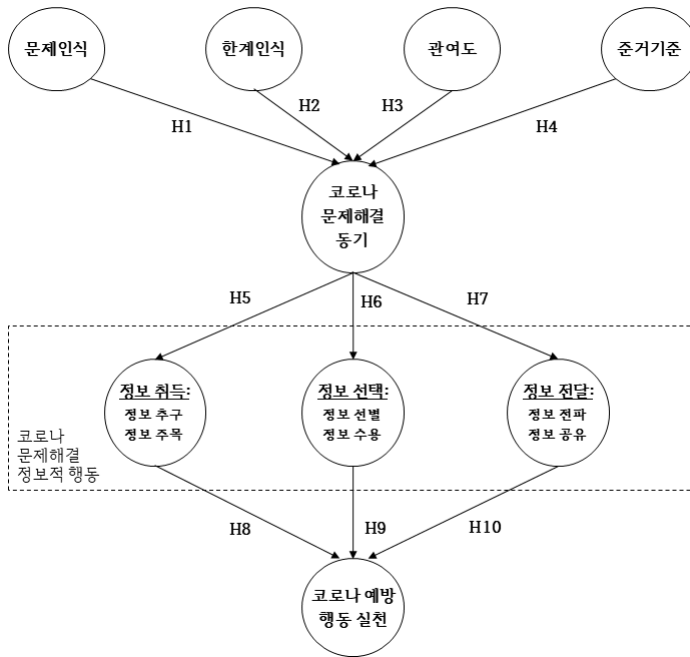 문제인식
한계인식
관여도
준거기준
H1
H2
H3
H4
코로나
문제해결
동기
H5
H6
H7
정보 취득:
정보 추구
정보 주목
정보 선택:
정보 선별
정보 수용
정보 전달:
정보 전파
정보 공유
코로나
문제해결
정보적 행동
H8
H9
H10
코로나 예방
행동 실천